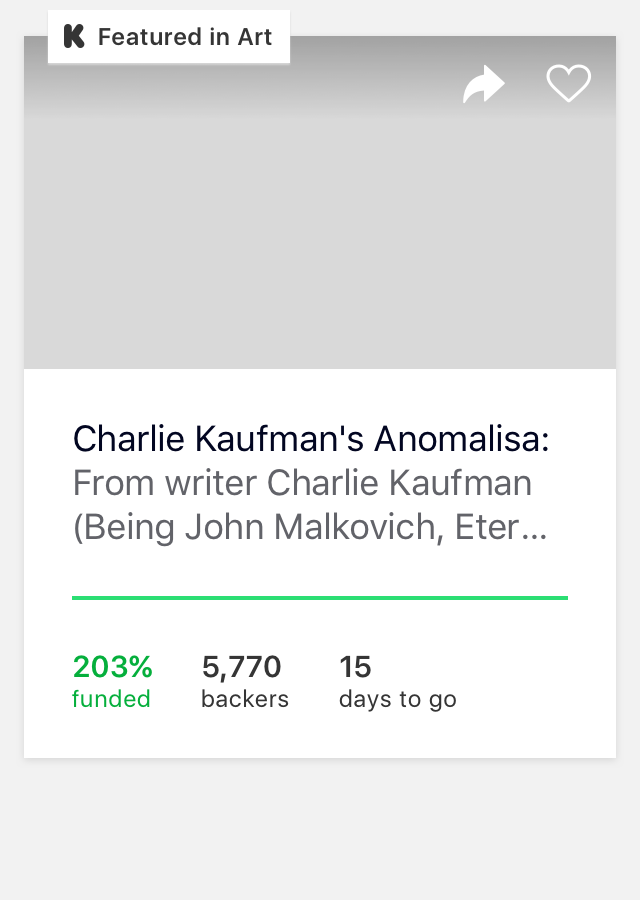 Featured in Art
Charlie Kaufman's Anomalisa:
From writer Charlie Kaufman
(Being John Malkovich, Eter...
203% 5,770 15
funded backers days to go